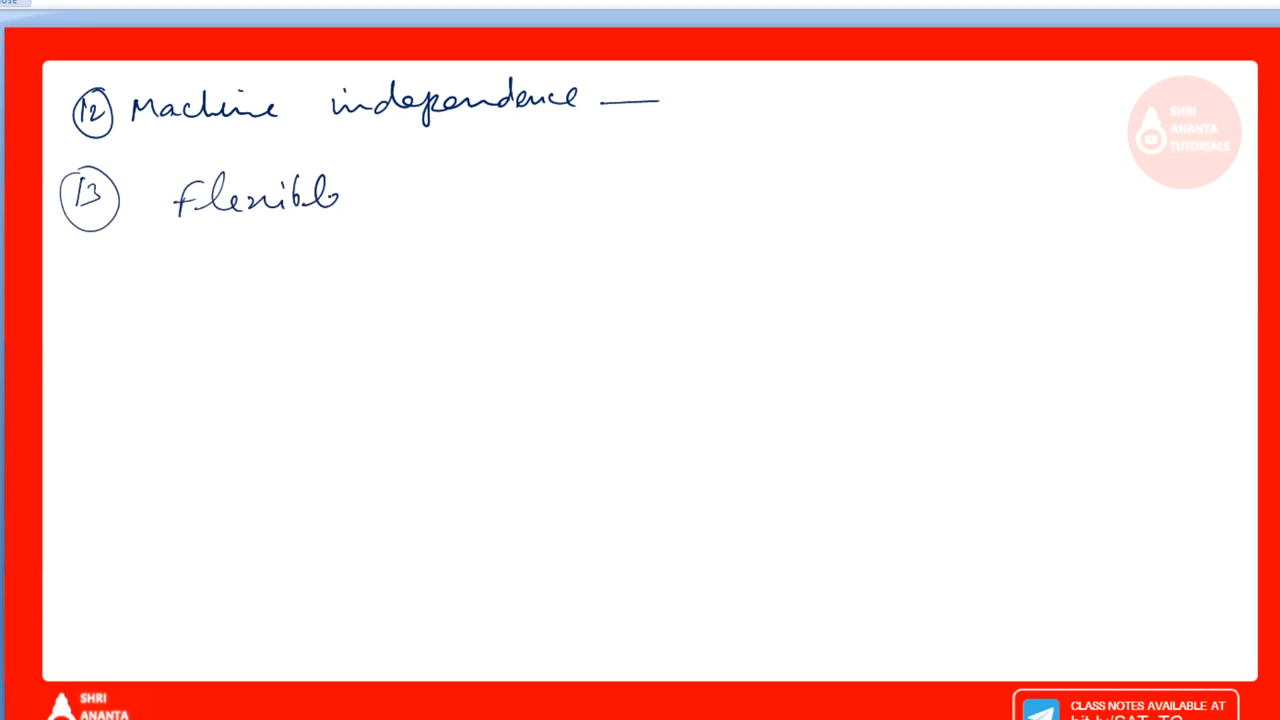 12 Machine independence —
13 Flexible
SHRI
ANANTA
TUTORIALS
SHRI
ANANTA
CLASS NOTES AVAILABLE AT